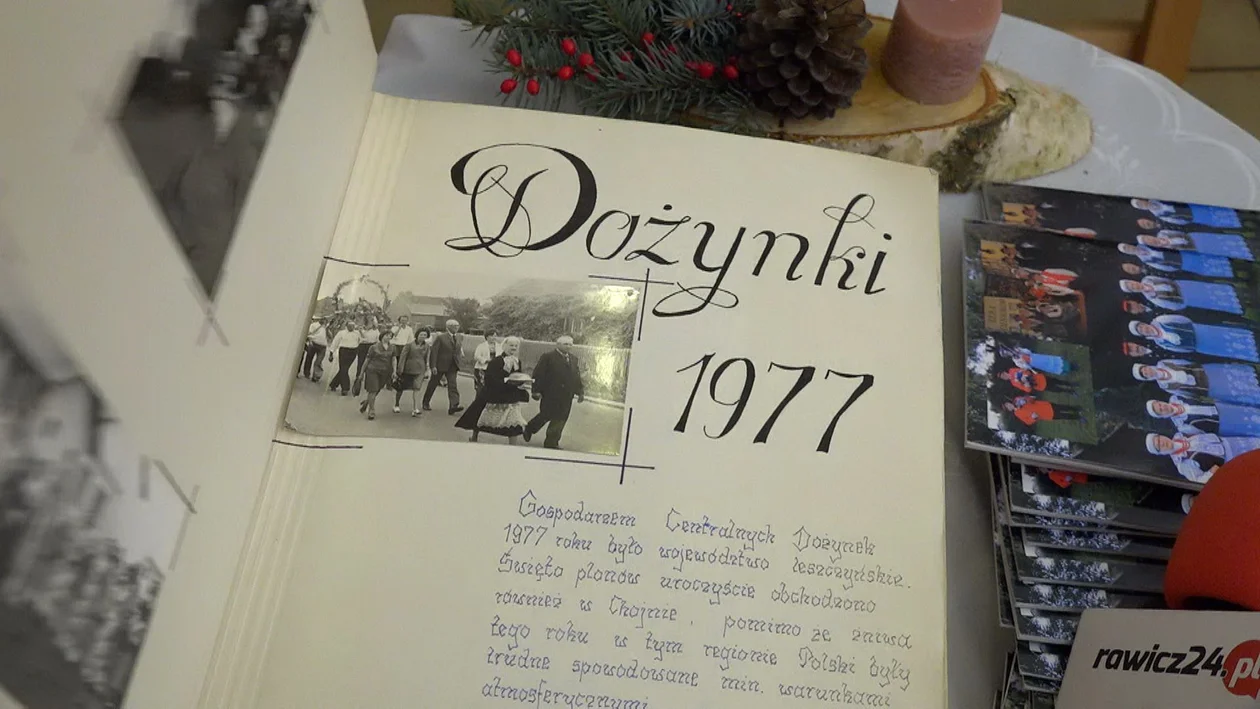 Dożynki
1977
Gospodarzem Centralnych Dożynek
1977 roku było województwo leszczyńskie.
Święto plonów uroczyście obchodzono
również w Chojnie, pomimo że żniwa
tego roku w tym regionie Polski były
trudne spowodowane min. warunkami
atmosferycznymi
rawicz24.pl